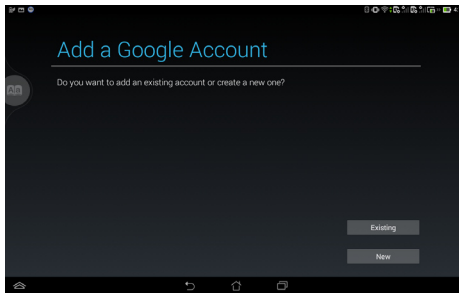 Add a Google Account
Do you want to add an existing account or create a new one?
Existing
New